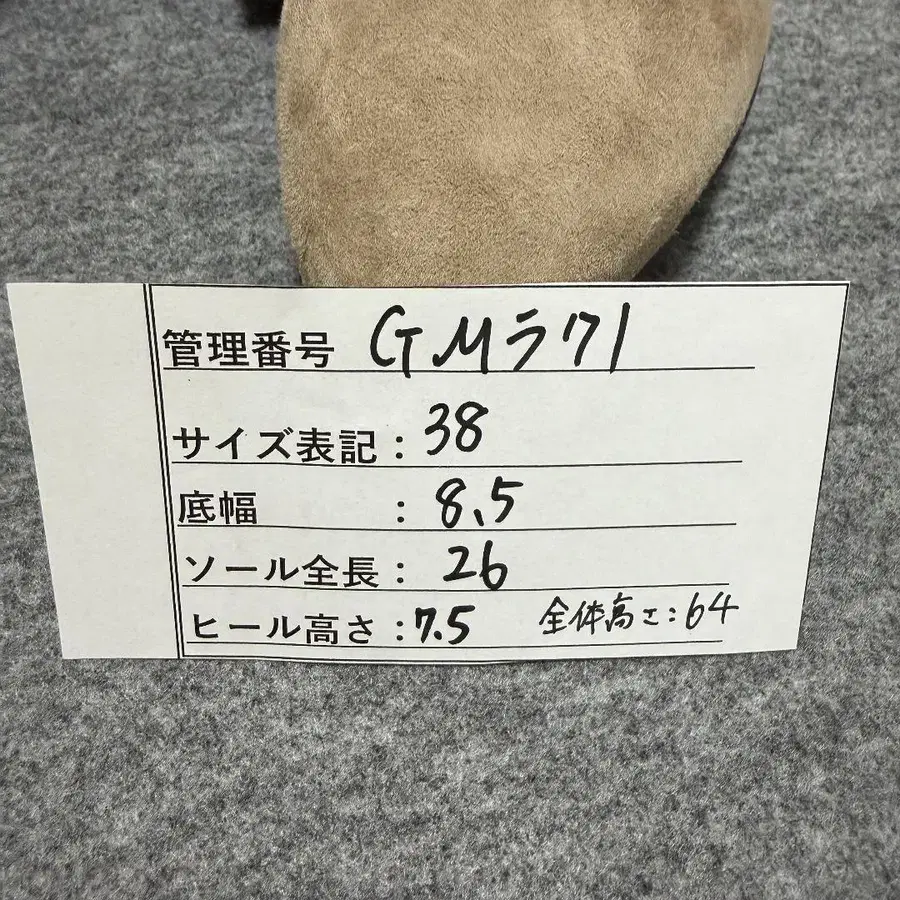 管理番号 GMラ71
サイズ表記：38
底幅　　　：8.5
ソール全長：26
ヒール高さ：7.5 全体高さ：64